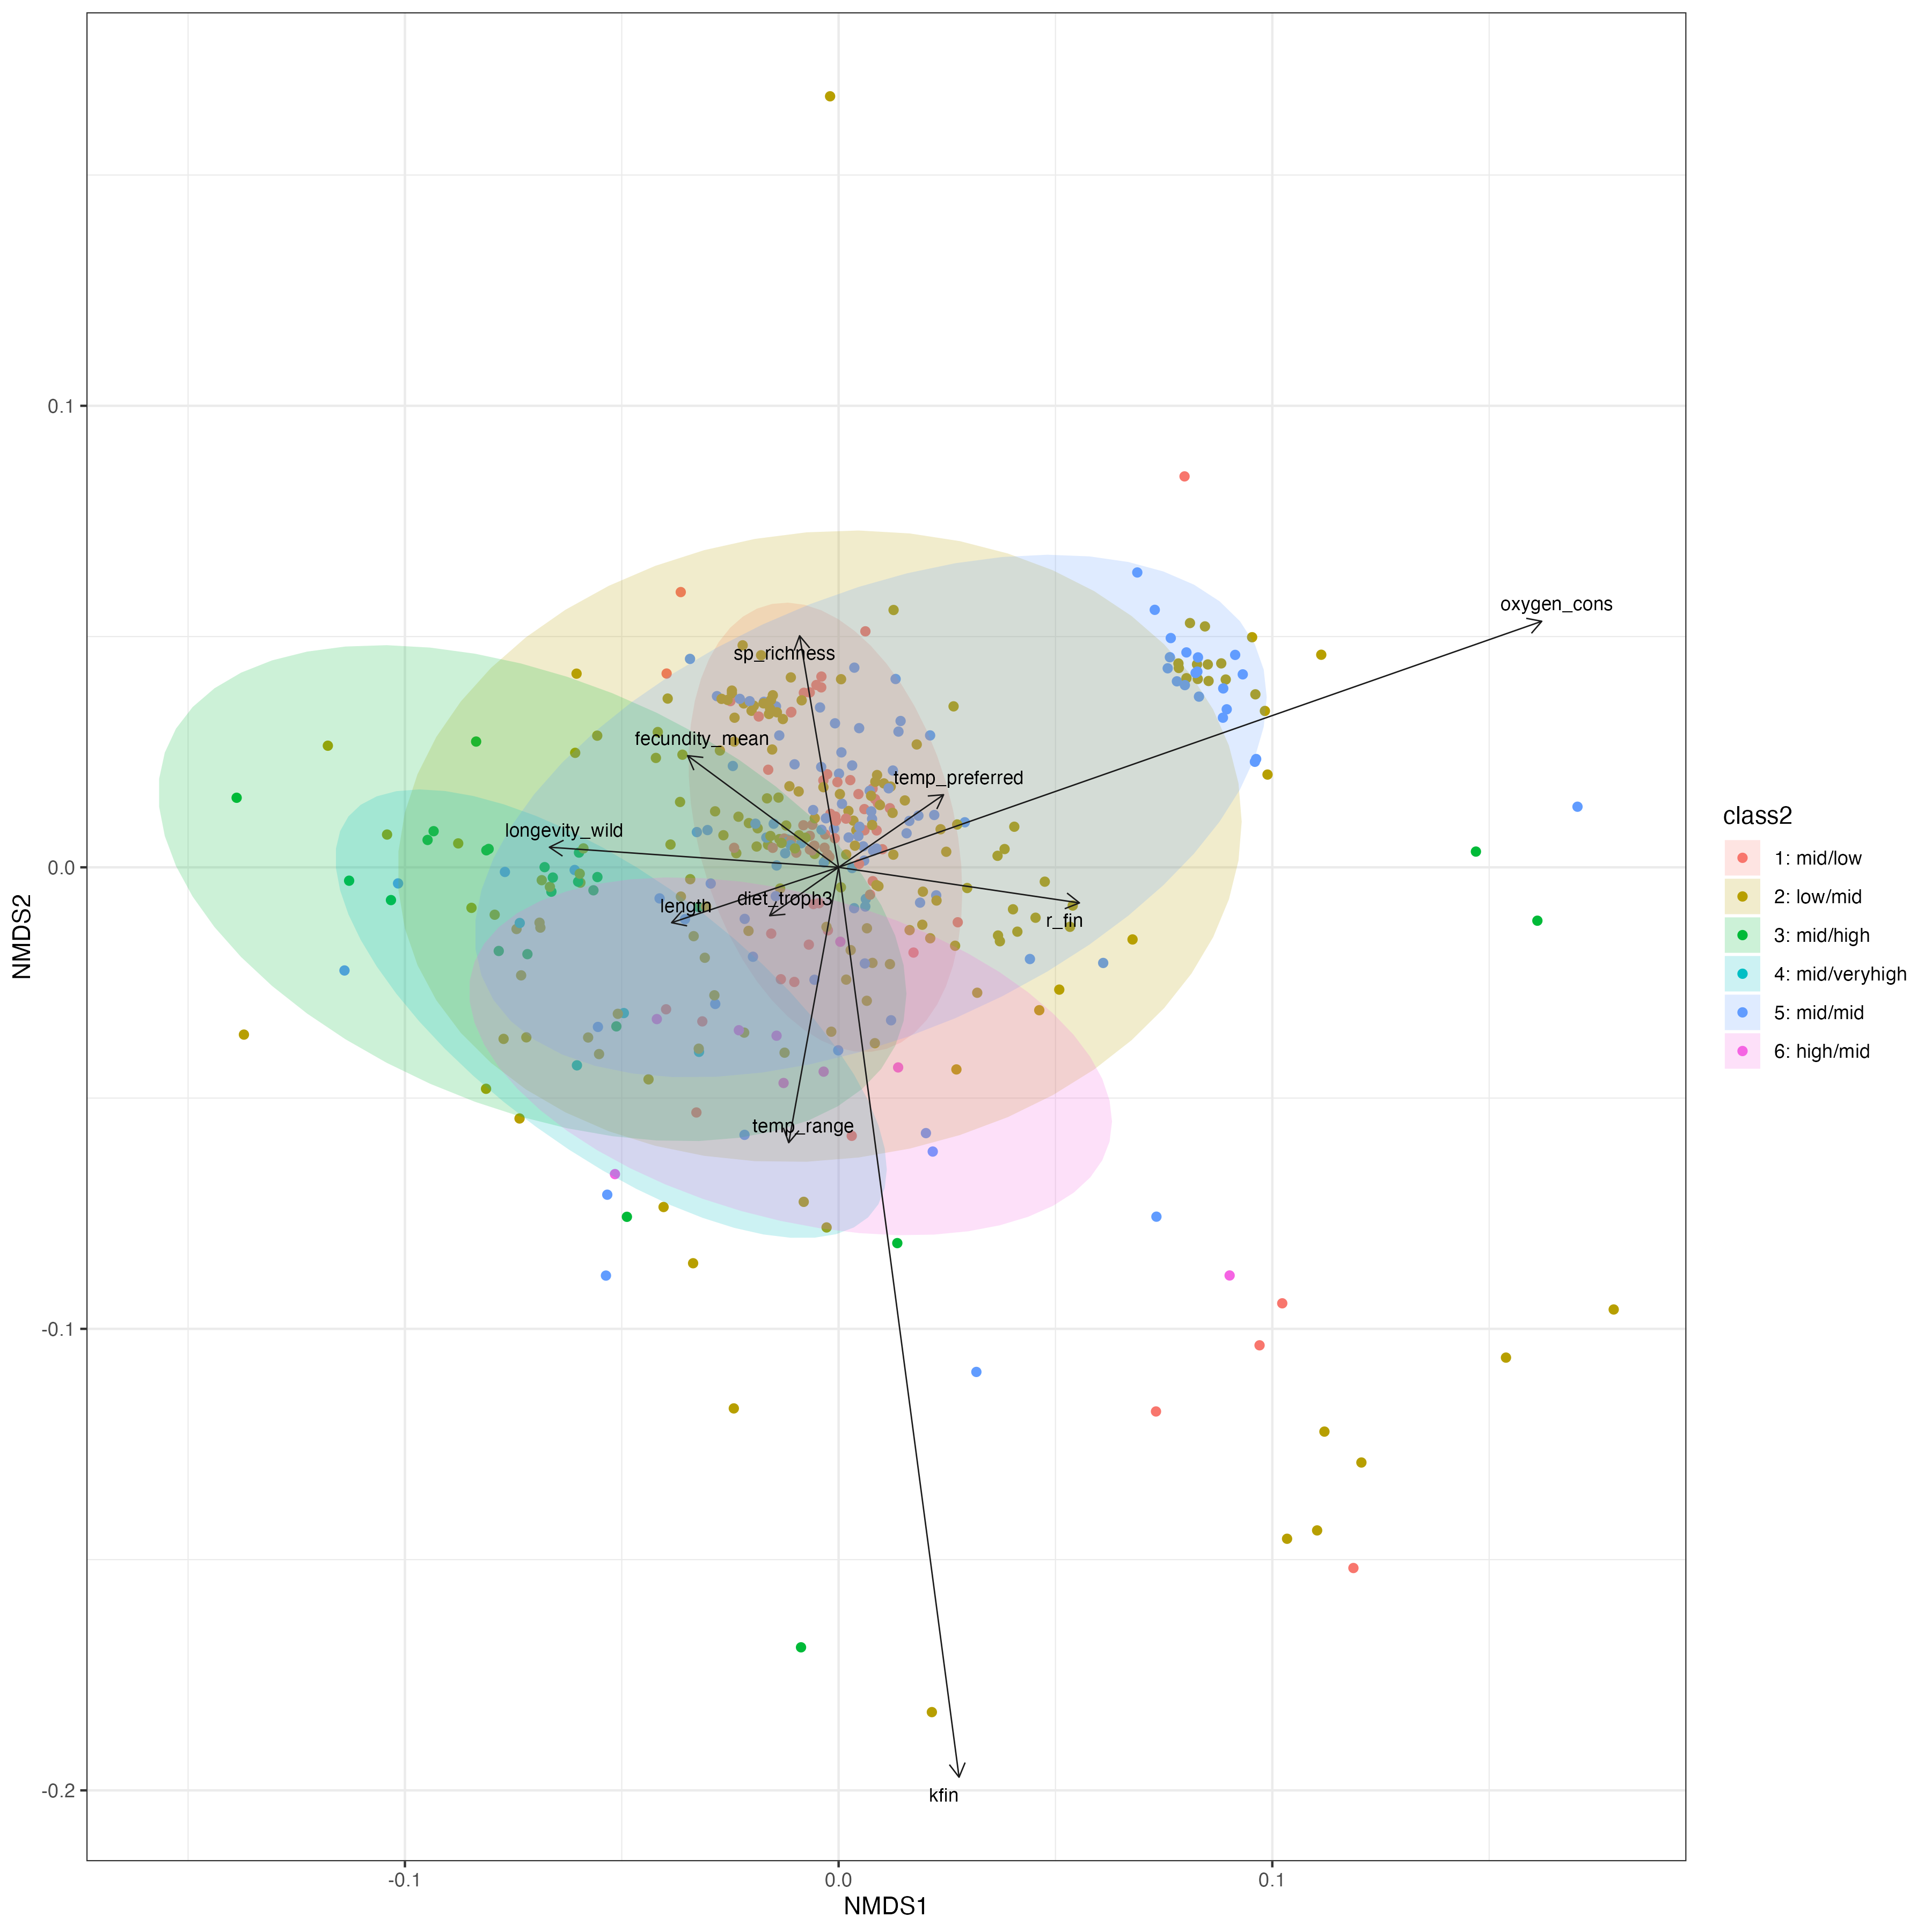 0.1
0.0
-0.1
-0.2
NMDS2
oxygen_cons
sp_richness
fecundity_mean
temp_preferred
longevity_wild
diet_troph3
length
r_fin
temp_range
kfin
-0.1
0.0
0.1
NMDS1
class2
1: mid/low
2: low/mid
3: mid/high
4: mid/veryhigh
5: mid/mid
6: high/mid